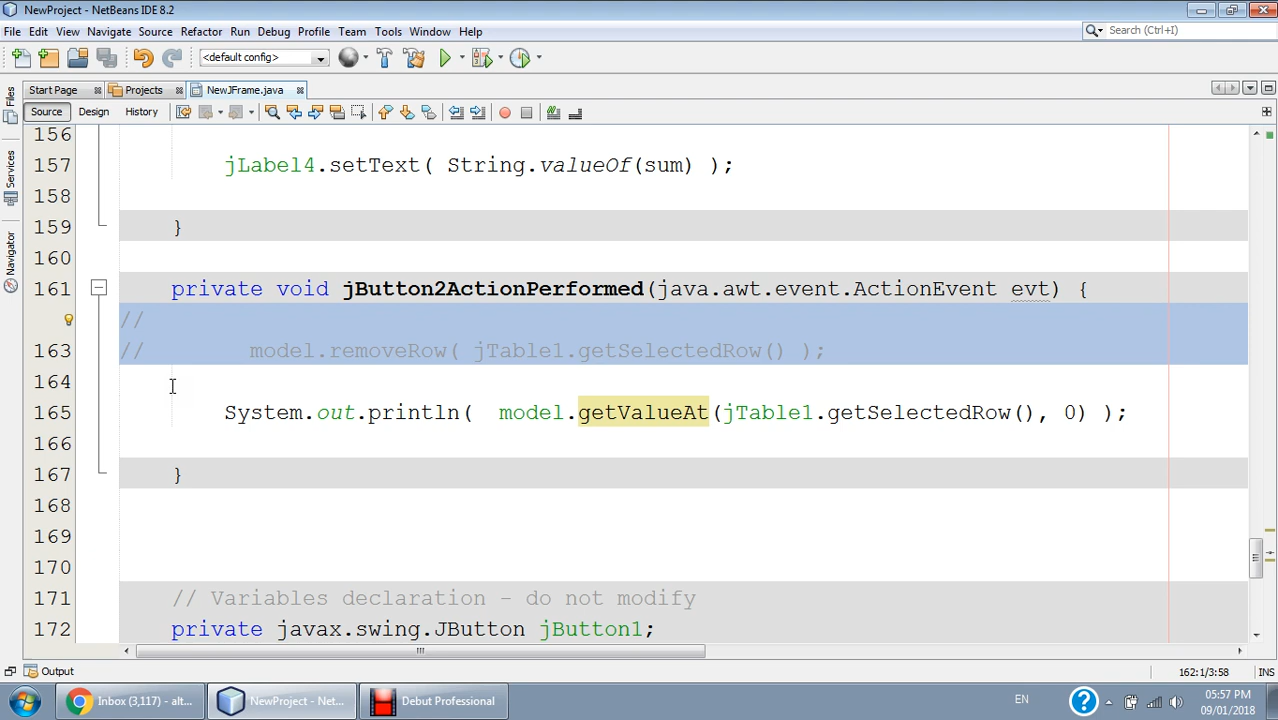 NewProject - NetBeans IDE 8.2
File Edit View Navigate Source Refactor Run Debug Profile Team Tools Window Help
Search (Ctrl+I)
<default config>
Start Page Projects NewJFrame.java
Source Design History
Files
Services
Navigator
156
157 jLabel4.setText( String.valueOf(sum) );
158
159 }
160
161 private void jButton2ActionPerformed(java.awt.event.ActionEvent evt) {
//
163 // model.removeRow( jTable1.getSelectedRow() );
164
165 System.out.println( model.getValueAt(jTable1.getSelectedRow(), 0) );
166
167 }
168
169
170
171 // Variables declaration - do not modify
172 private javax.swing.JButton jButton1;
Output
162:1/3:58 INS
Inbox (3,117) - alt... NewProject - Net... Debut Professional
EN
05:57 PM
09/01/2018